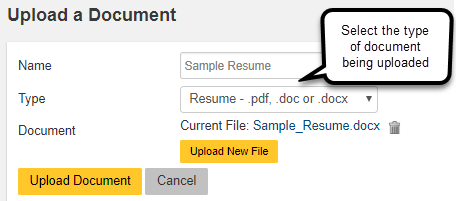 Upload a Document
Select the type
of document
being uploaded
Name
Sample Resume
Type
Resume - .pdf, .doc or .docx
Document
Current File: Sample_Resume.docx
Upload New File
Upload Document
Cancel